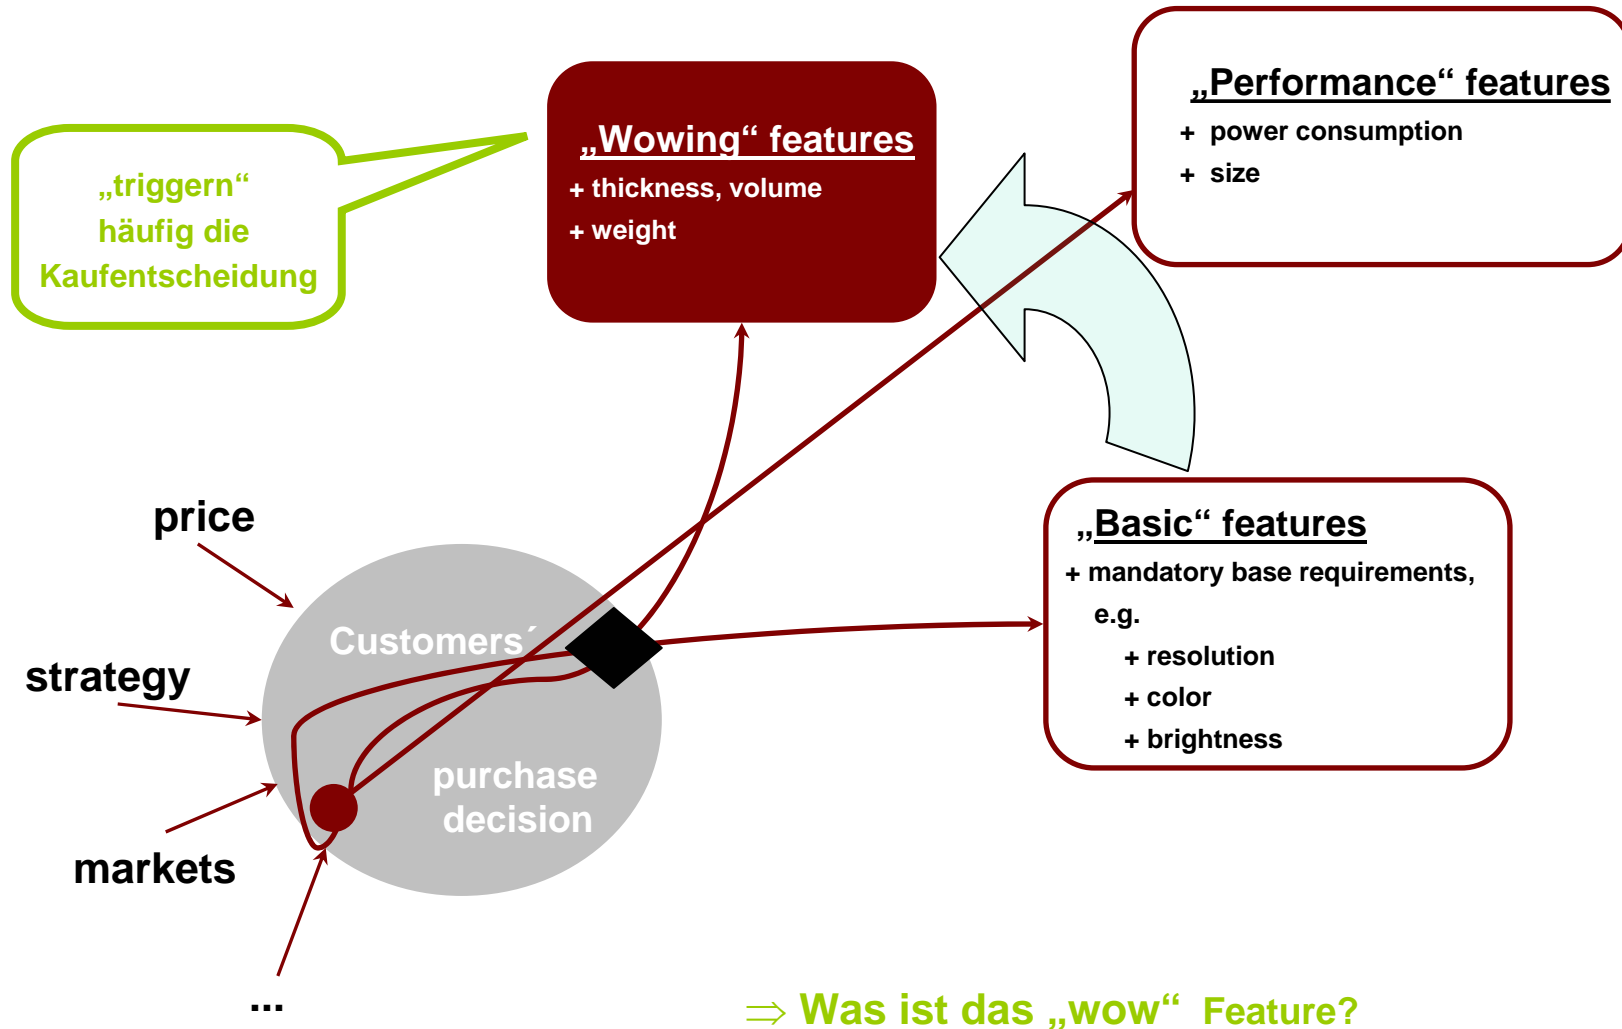 „Performance“ features
+ power consumption
+ size
„Wowing“ features
+ thickness, volume
+ weight
„triggern“
häufig die
Kaufentscheidung
price
strategy
markets
...
Customers´
purchase
decision
„Basic“ features
+ mandatory base requirements,
e.g.
+ resolution
+ color
+ brightness
⇒ Was ist das „wow“ Feature?